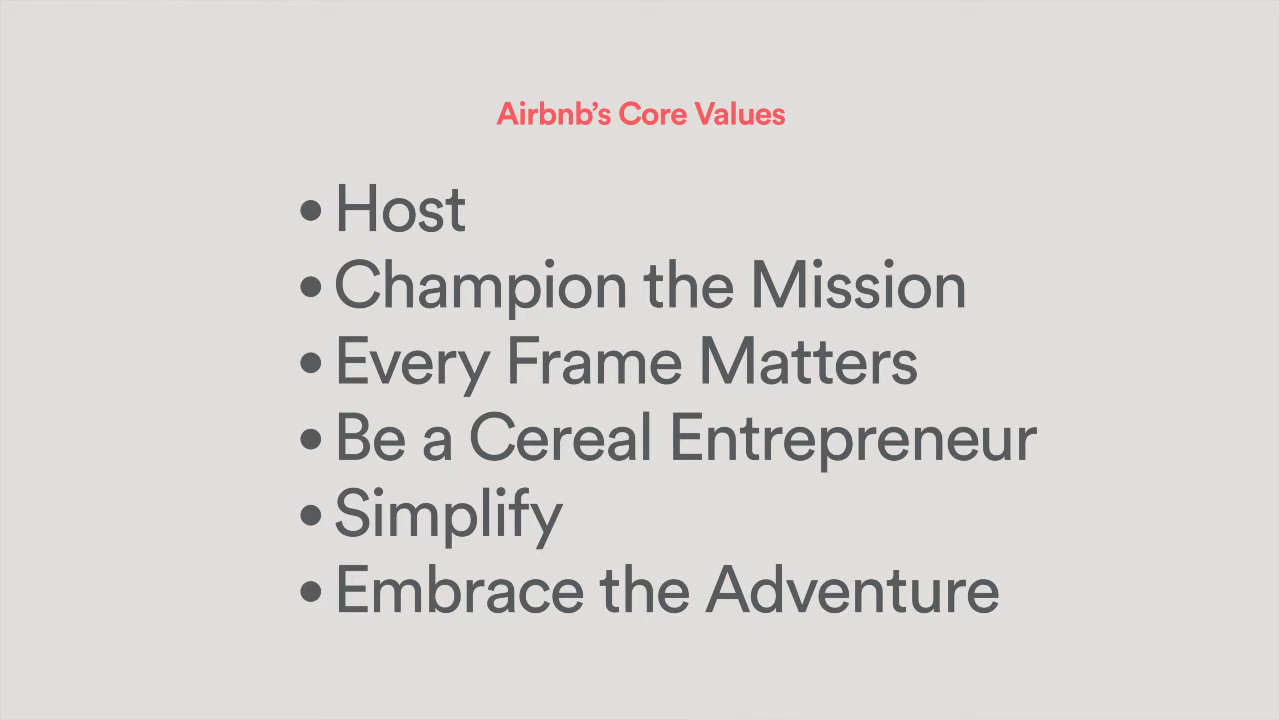 Airbnb’s Core Values
• Host
• Champion the Mission
• Every Frame Matters
• Be a Cereal Entrepreneur
• Simplify
• Embrace the Adventure